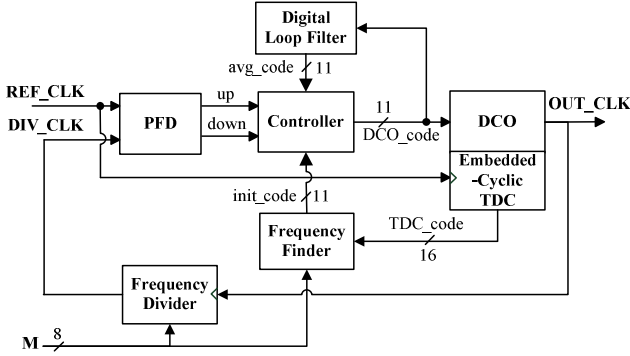 Digital
Loop Filter
avg_code
11
REF_CLK
up
11
OUT_CLK
DIV_CLK
PFD
down
Controller
DCO_code
DCO
Embedded
-Cyclic
TDC
init_code
11
TDC_code
16
Frequency
Finder
Frequency
Divider
M
8